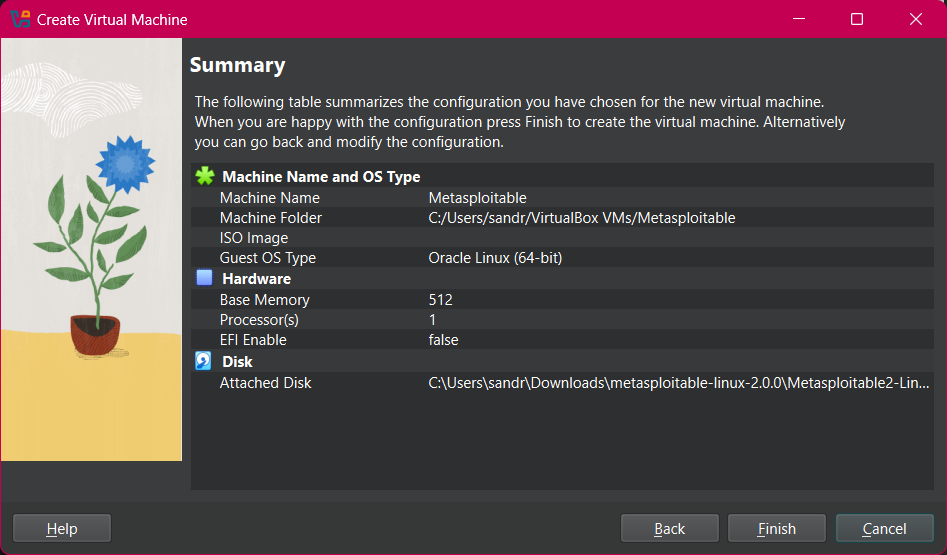 Create Virtual Machine
Summary
The following table summarizes the configuration you have chosen for the new virtual machine.
When you are happy with the configuration press Finish to create the virtual machine. Alternatively
you can go back and modify the configuration.
Machine Name and OS Type
Machine Name Metasploitable
Machine Folder C:/Users/sandr/VirtualBox VMs/Metasploitable
ISO Image
Guest OS Type Oracle Linux (64-bit)
Hardware
Base Memory 512
Processor(s) 1
EFI Enable false
Disk
Attached Disk C:\Users\sandr\Downloads\metasploitable-linux-2.0.0\Metasploitable2-Lin...
Help Back Finish Cancel